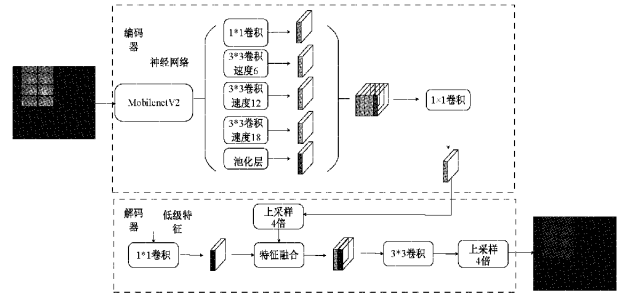 编码
器
神经网络
MobilenetV2
1*1卷积
3*3卷积
速度6
3*3卷积
速度12
3*3卷积
速度18
池化层
1×1卷积
解码
器
低级特
征
1*1卷积
上采样
4倍
特征融合
3*3卷积
上采样
4倍